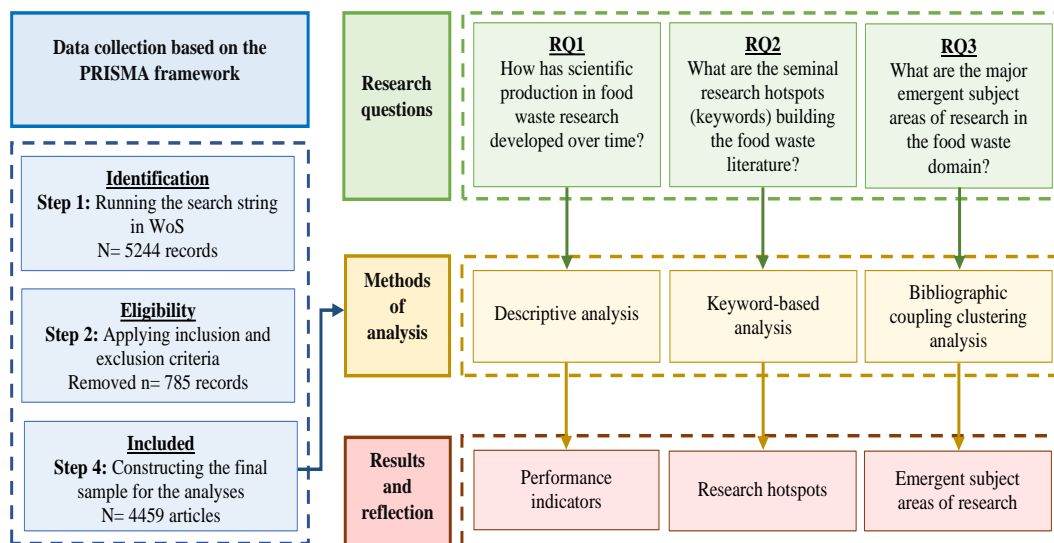 Data collection based on the
PRISMA framework
Identification
Step 1: Running the search string
in WoS
N= 5244 records
Eligibility
Step 2: Applying inclusion and
exclusion criteria
Removed n= 785 records
Included
Step 4: Constructing the final
sample for the analyses
N= 4459 articles
Research
questions
RQ1
How has scientific
production in food
waste research
developed over time?
RQ2
What are the seminal
research hotspots
(keywords) building
the food waste
literature?
RQ3
What are the major
emergent subject
areas of research in
the food waste
domain?
Methods
of
analysis
Descriptive analysis
Keyword-based
analysis
Bibliographic
coupling clustering
analysis
Results
and
reflection
Performance
indicators
Research hotspots
Emergent subject
areas of research